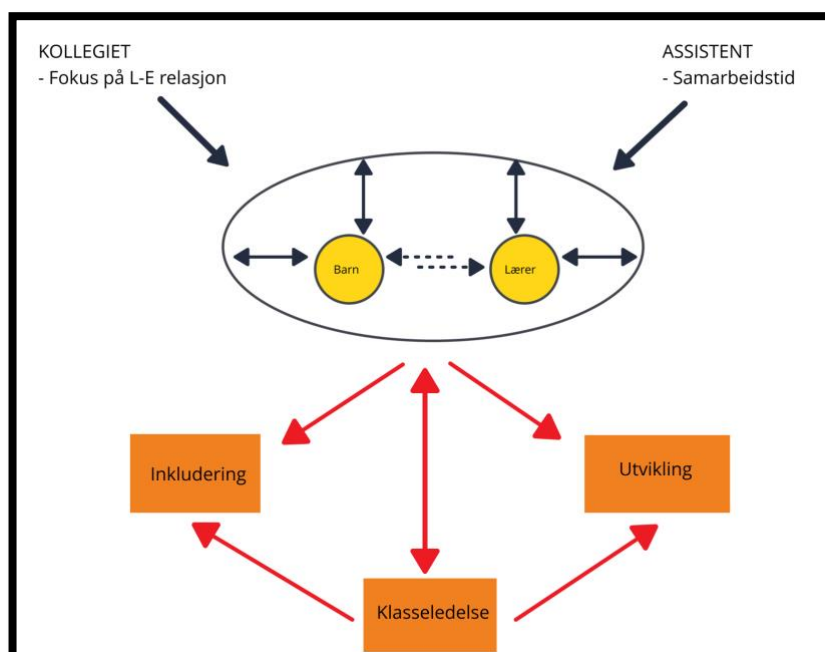 KOLLEGIET
- Fokus på L-E relasjon
ASSISTENT
- Samarbeidstid
Barn
Lærer
Inkludering
Utvikling
Klasseledelse